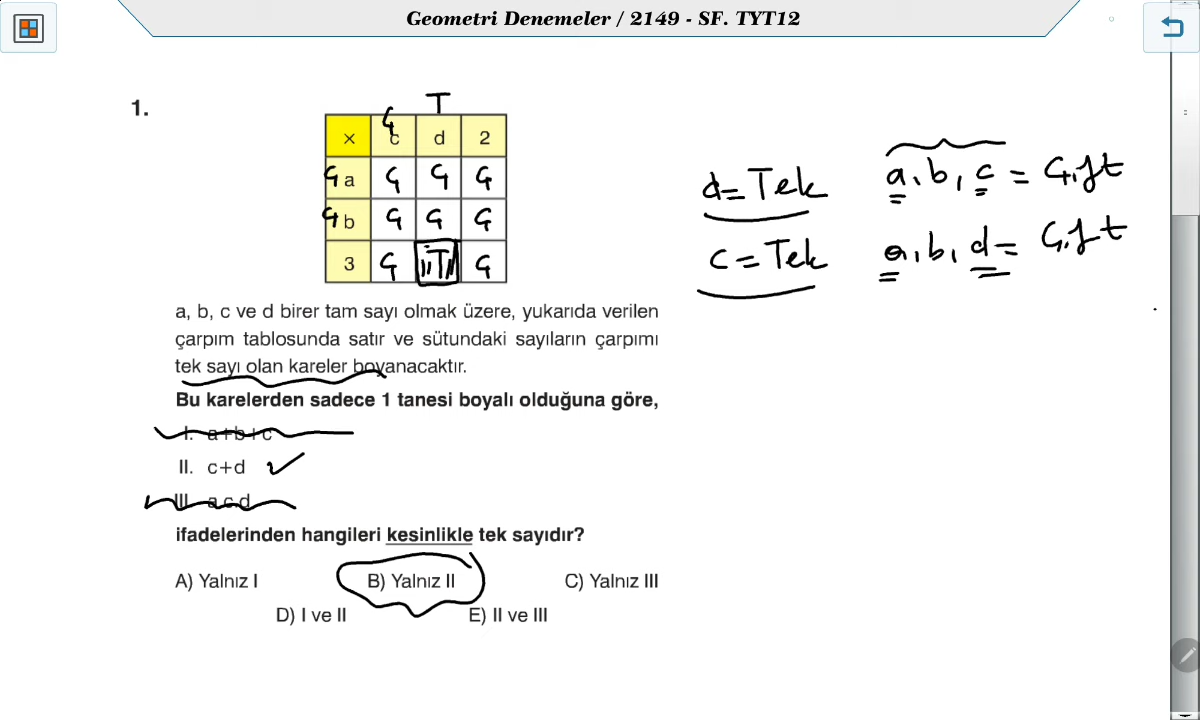 Geometri Denemeler / 2149 - SF. TYT12
1.
T
Ç
× c d 2
Ç a Ç Ç Ç
Ç b Ç Ç Ç
3 Ç "T" Ç
d = Tek a, b, c = Çift
c = Tek a, b, d = Çift
a, b, c ve d birer tam sayı olmak üzere, yukarıda verilen
çarpım tablosunda satır ve sütundaki sayıların çarpımı
tek sayı olan kareler boyanacaktır.
Bu karelerden sadece 1 tanesi boyalı olduğuna göre,
I. a+b+c
II. c+d
III. a.c.d
ifadelerinden hangileri kesinlikle tek sayıdır?
A) Yalnız I B) Yalnız II C) Yalnız III
D) I ve II E) II ve III